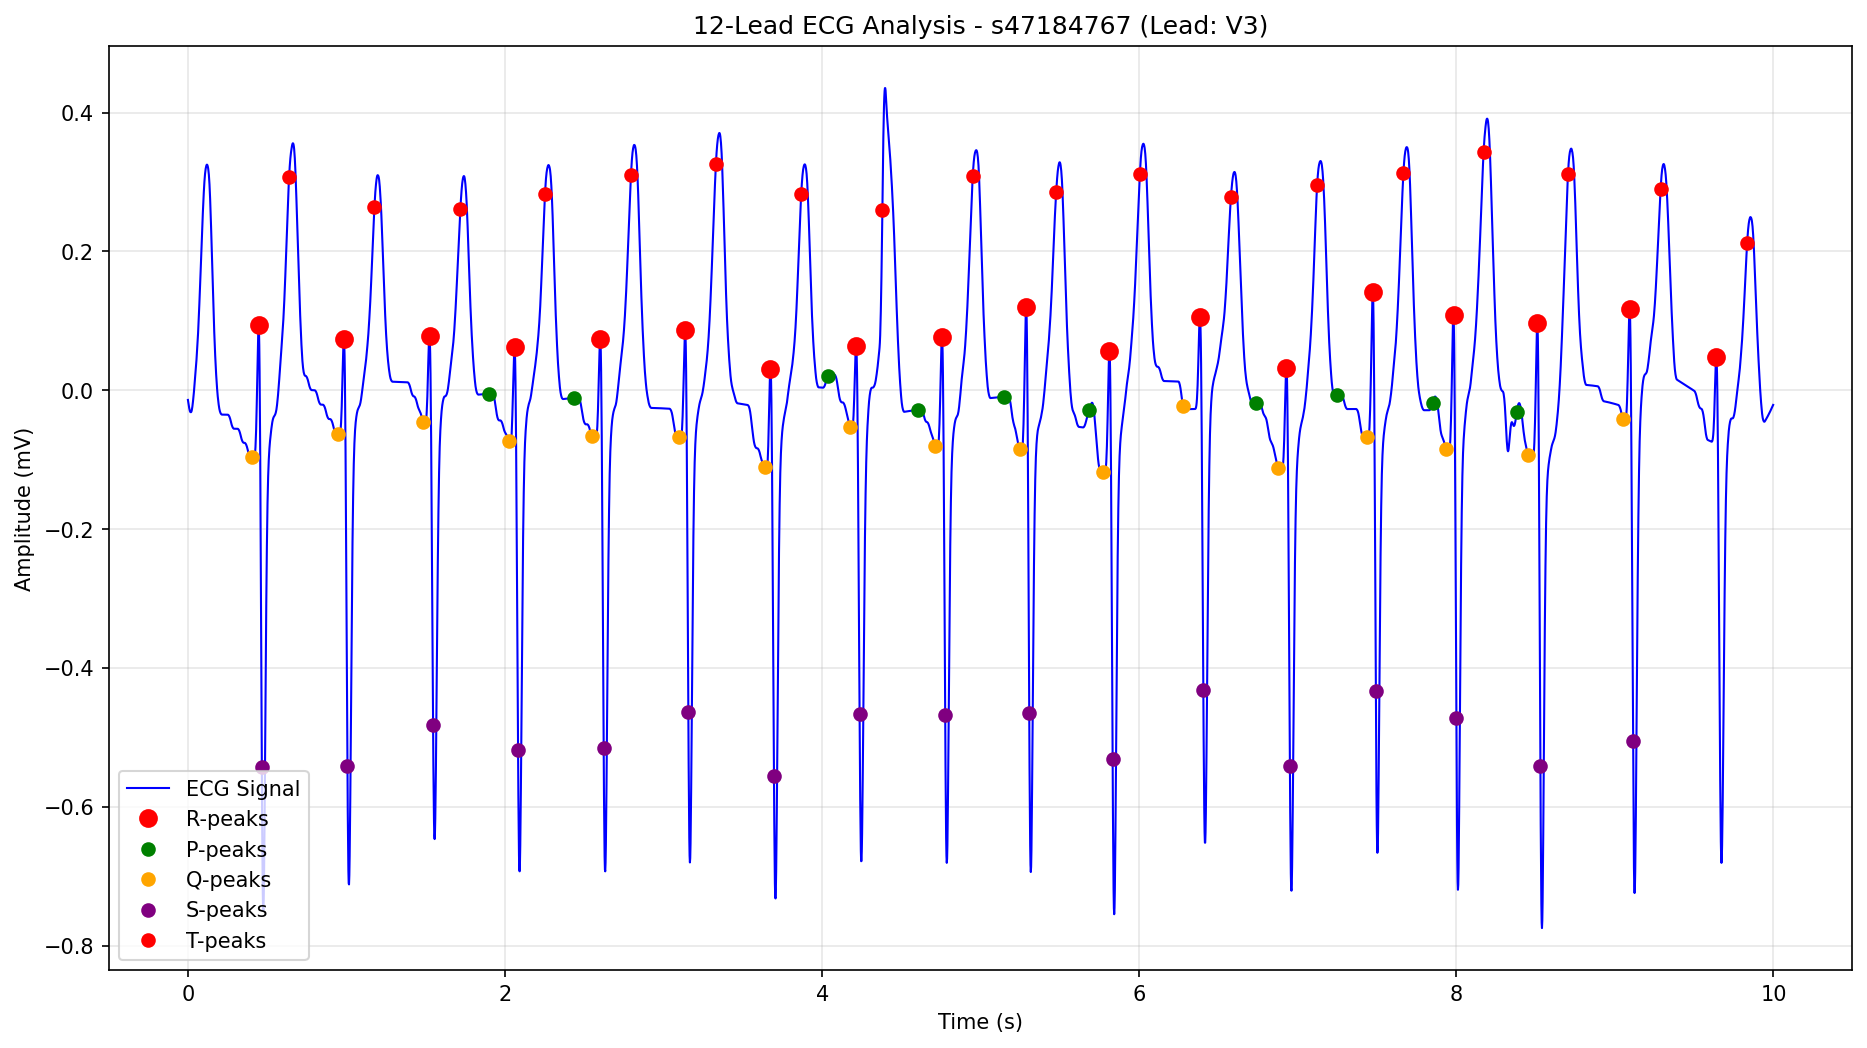 12-Lead ECG Analysis - s47184767 (Lead: V3)
Amplitude (mV)
0.4
0.2
0.0
−0.2
−0.4
−0.6
−0.8
ECG Signal
R-peaks
P-peaks
Q-peaks
S-peaks
T-peaks
0 2 4 6 8 10
Time (s)